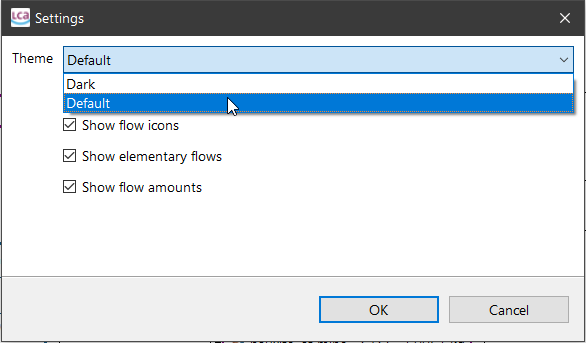 LCA Settings
Theme Default
Dark
Default
Show flow icons
Show elementary flows
Show flow amounts
OK Cancel